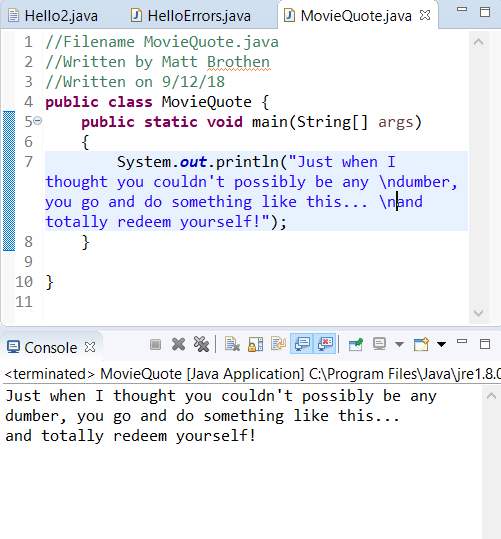 Hello2.java HelloErrors.java MovieQuote.java
1 //Filename MovieQuote.java
2 //Written by Matt Brothen
3 //Written on 9/12/18
4 public class MovieQuote {
5 public static void main(String[] args)
6 {
7 System.out.println("Just when I
thought you couldn't possibly be any \ndumber,
you go and do something like this... \nand
totally redeem yourself!");
8 }
9
10 }
11
Console
<terminated> MovieQuote [Java Application] C:\Program Files\Java\jre1.8.0
Just when I thought you couldn't possibly be any
dumber, you go and do something like this...
and totally redeem yourself!